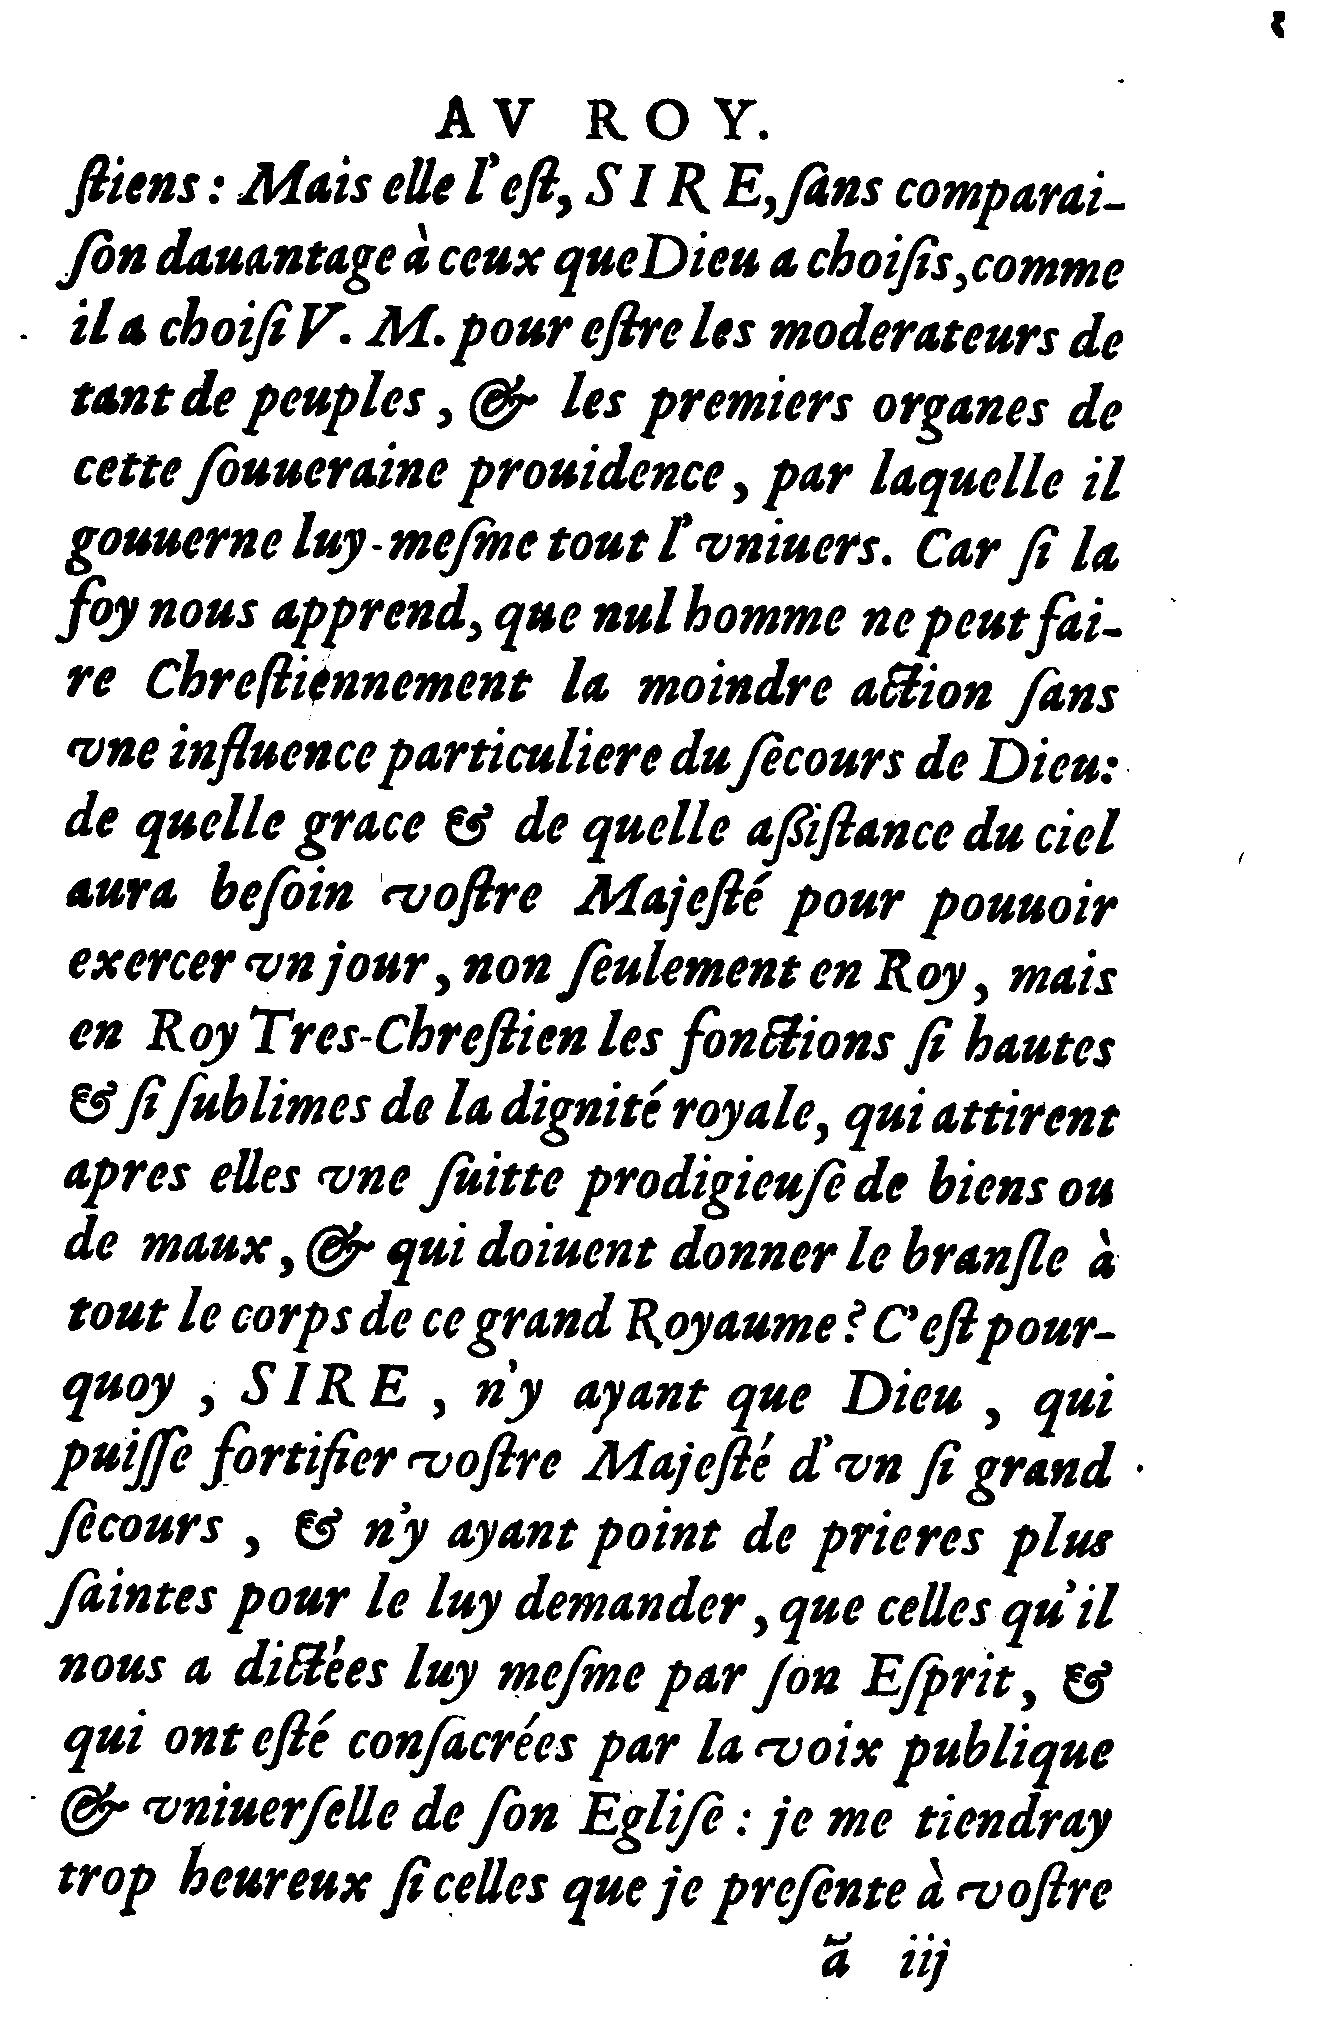 AV ROY.
ſtiens : Mais elle l'eſt, SIRE, ſans comparai-
ſon dauantage à ceux que Dieu a choiſis, comme
il a choiſi V. M. pour eſtre les moderateurs de
tant de peuples, & les premiers organes de
cette ſouueraine prouidence, par laquelle il
gouuerne luy-meſme tout l'vniuers. Car ſi la
foy nous apprend, que nul homme ne peut fai-
re Chreſtiennement la moindre action ſans
vne influence particuliere du ſecours de Dieu:
de quelle grace & de quelle aſſiſtance du ciel
aura beſoin voſtre Majeſté pour pouuoir
exercer vn jour, non ſeulement en Roy, mais
en Roy Tres-Chreſtien les fonctions ſi hautes
& ſi ſublimes de la dignité royale, qui attirent
apres elles vne ſuitte prodigieuſe de biens ou
de maux, & qui doiuent donner le branſle à
tout le corps de ce grand Royaume? C'eſt pour-
quoy, SIRE, n'y ayant que Dieu, qui
puiſſe fortifier voſtre Majeſté d'vn ſi grand
ſecours, & n'y ayant point de prieres plus
ſaintes pour le luy demander, que celles qu'il
nous a dictées luy meſme par ſon Eſprit, &
qui ont eſté conſacrées par la voix publique
& vniuerſelle de ſon Egliſe : je me tiendray
trop heureux ſi celles que je preſente à voſtre
ã iij